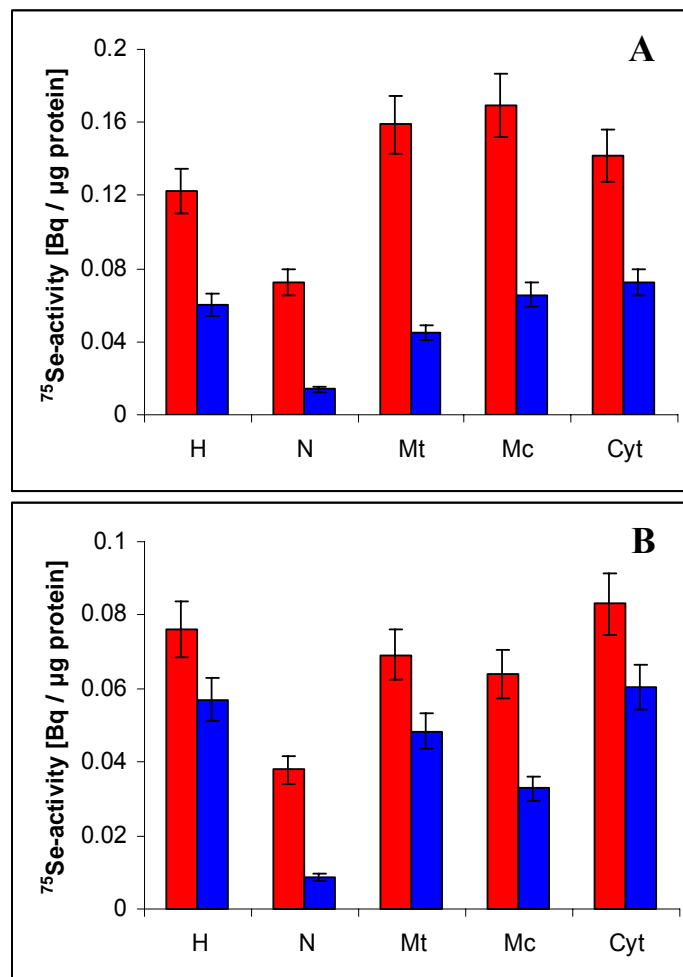 A
⁷⁵Se-activity [Bq / µg protein]
0.2
0.16
0.12
0.08
0.04
0
H N Mt Mc Cyt
B
⁷⁵Se-activity [Bq / µg protein]
0.1
0.08
0.06
0.04
0.02
0
H N Mt Mc Cyt